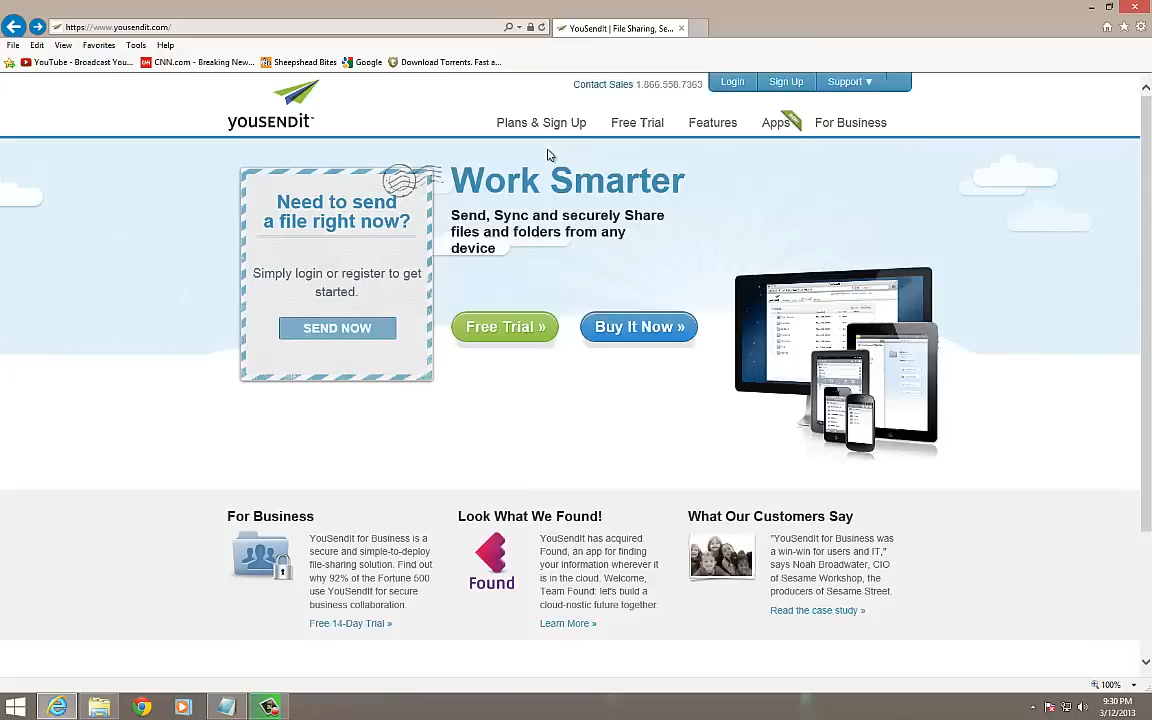 https://www.yousendit.com/
YouSendIt | File Sharing, Se...
File Edit View Favorites Tools Help
YouTube - Broadcast You... CNN.com - Breaking New... Sheepshead Bites Google Download Torrents. Fast a...
Contact Sales 1.866.558.7363 Login Sign Up Support ▼
YOUSENDIT
Plans & Sign Up Free Trial Features Apps For Business
Need to send
a file right now?
Simply login or register to get
started.
SEND NOW
Work Smarter
Send, Sync and securely Share
files and folders from any
device
Free Trial »
Buy It Now »
For Business
YouSendIt for Business is a
secure and simple-to-deploy
file-sharing solution. Find out
why 92% of the Fortune 500
use YouSendIt for secure
business collaboration.
Free 14-Day Trial »
Look What We Found!
Found
YouSendIt has acquired
Found, an app for finding
your information wherever it
is in the cloud. Welcome,
Team Found: let's build a
cloud-nostic future together.
Learn More »
What Our Customers Say
"YouSendIt for Business was
a win-win for users and IT,"
says Noah Broadwater, CIO
of Sesame Workshop, the
producers of Sesame Street.
Read the case study »
100%
9:30 PM
3/12/2013